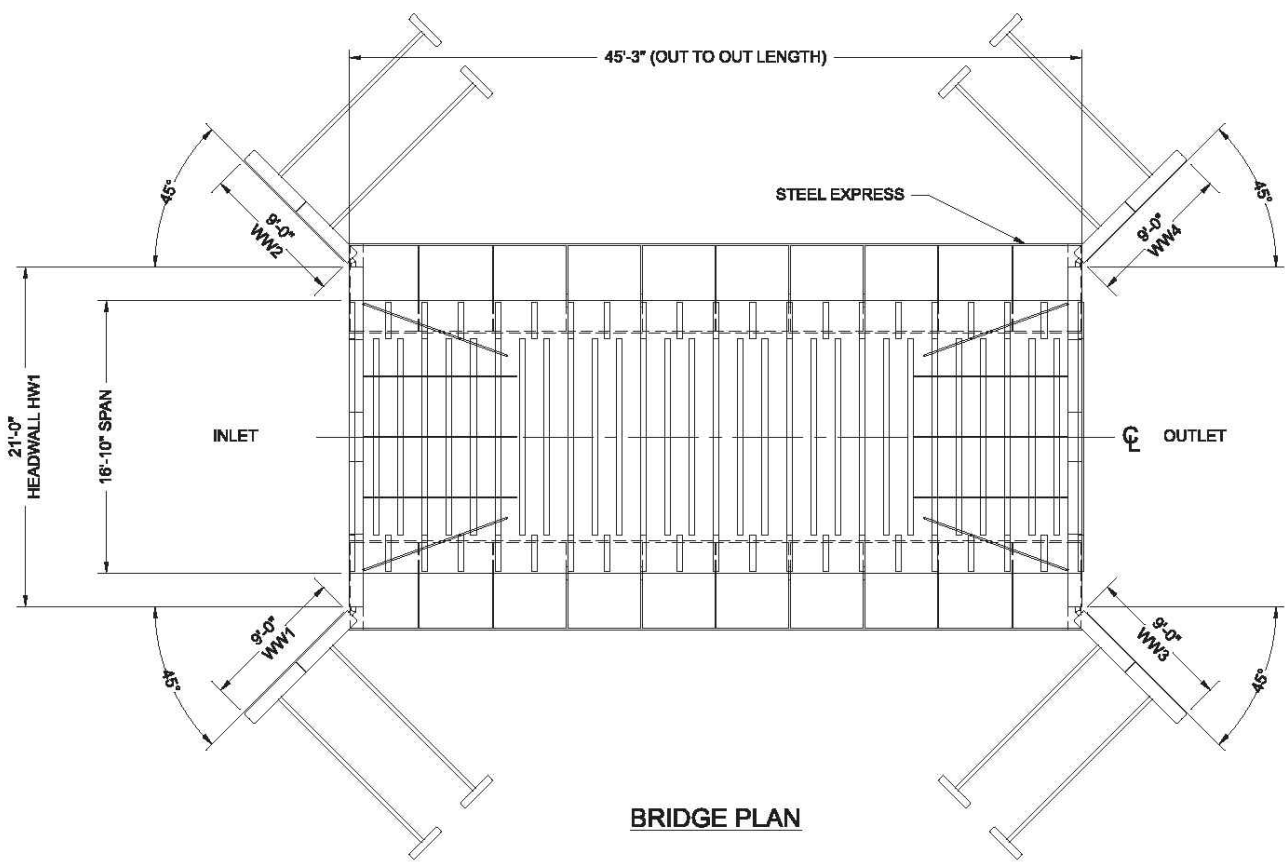 45'-3" (OUT TO OUT LENGTH)
STEEL EXPRESS
45°
9'-0"
WW2
45°
9'-0"
WW4
21'-0"
HEADWALL HW1
16'-10" SPAN
INLET
℄ OUTLET
45°
9'-0"
WW1
45°
9'-0"
WW3
BRIDGE PLAN